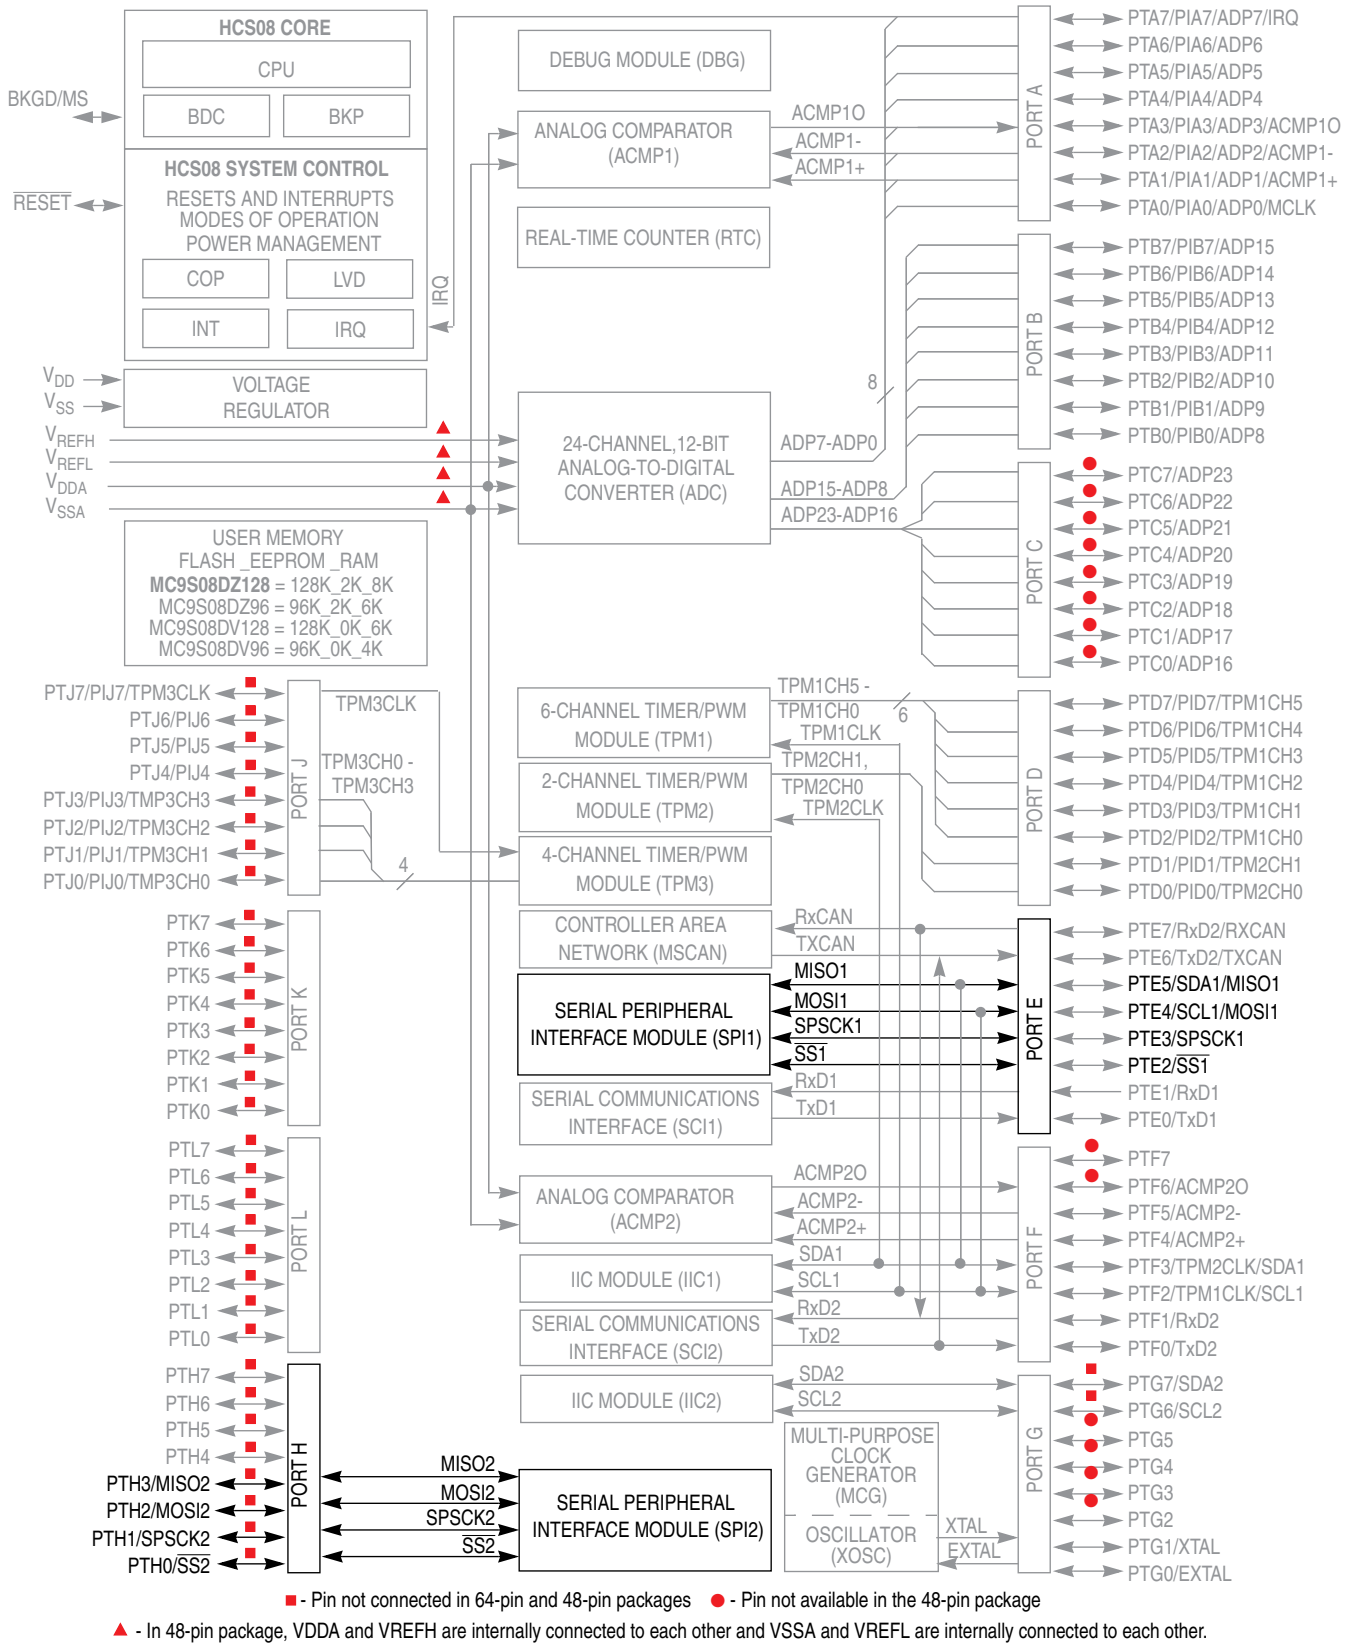 HCS08 CORE
CPU
BDC
BKP
BKGD/MS
HCS08 SYSTEM CONTROL
RESETS AND INTERRUPTS
MODES OF OPERATION
POWER MANAGEMENT
COP
LVD
INT
IRQ
RESET
IRQ
VOLTAGE
REGULATOR
VDD
VSS
VREFH
VREFL
VDDA
VSSA
USER MEMORY
FLASH _EEPROM _RAM
MC9S08DZ128 = 128K_2K_8K
MC9S08DZ96 = 96K_2K_6K
MC9S08DV128 = 128K_0K_6K
MC9S08DV96 = 96K_0K_4K
DEBUG MODULE (DBG)
ANALOG COMPARATOR
(ACMP1)
ACMP1O
ACMP1-
ACMP1+
REAL-TIME COUNTER (RTC)
24-CHANNEL,12-BIT
ANALOG-TO-DIGITAL
CONVERTER (ADC)
8
ADP7-ADP0
ADP15-ADP8
ADP23-ADP16
PORT A
PTA7/PIA7/ADP7/IRQ
PTA6/PIA6/ADP6
PTA5/PIA5/ADP5
PTA4/PIA4/ADP4
PTA3/PIA3/ADP3/ACMP1O
PTA2/PIA2/ADP2/ACMP1-
PTA1/PIA1/ADP1/ACMP1+
PTA0/PIA0/ADP0/MCLK
PORT B
PTB7/PIB7/ADP15
PTB6/PIB6/ADP14
PTB5/PIB5/ADP13
PTB4/PIB4/ADP12
PTB3/PIB3/ADP11
PTB2/PIB2/ADP10
PTB1/PIB1/ADP9
PTB0/PIB0/ADP8
PORT C
PTC7/ADP23
PTC6/ADP22
PTC5/ADP21
PTC4/ADP20
PTC3/ADP19
PTC2/ADP18
PTC1/ADP17
PTC0/ADP16
PTJ7/PIJ7/TPM3CLK
PTJ6/PIJ6
PTJ5/PIJ5
PTJ4/PIJ4
PTJ3/PIJ3/TMP3CH3
PTJ2/PIJ2/TPM3CH2
PTJ1/PIJ1/TPM3CH1
PTJ0/PIJ0/TMP3CH0
PORT J
TPM3CLK
TPM3CH0 -
TPM3CH3
4
6-CHANNEL TIMER/PWM
MODULE (TPM1)
TPM1CH5 -
TPM1CH0
6
TPM1CLK
2-CHANNEL TIMER/PWM
MODULE (TPM2)
TPM2CH1,
TPM2CH0
TPM2CLK
4-CHANNEL TIMER/PWM
MODULE (TPM3)
PORT D
PTD7/PID7/TPM1CH5
PTD6/PID6/TPM1CH4
PTD5/PID5/TPM1CH3
PTD4/PID4/TPM1CH2
PTD3/PID3/TPM1CH1
PTD2/PID2/TPM1CH0
PTD1/PID1/TPM2CH1
PTD0/PID0/TPM2CH0
PTK7
PTK6
PTK5
PTK4
PTK3
PTK2
PTK1
PTK0
PORT K
CONTROLLER AREA
NETWORK (MSCAN)
RxCAN
TXCAN
SERIAL PERIPHERAL
INTERFACE MODULE (SPI1)
MISO1
MOSI1
SPSCK1
SS1
SERIAL COMMUNICATIONS
INTERFACE (SCI1)
RxD1
TxD1
PORT E
PTE7/RxD2/RXCAN
PTE6/TxD2/TXCAN
PTE5/SDA1/MISO1
PTE4/SCL1/MOSI1
PTE3/SPSCK1
PTE2/SS1
PTE1/RxD1
PTE0/TxD1
PTL7
PTL6
PTL5
PTL4
PTL3
PTL2
PTL1
PTL0
PORT L
ANALOG COMPARATOR
(ACMP2)
ACMP2O
ACMP2-
ACMP2+
IIC MODULE (IIC1)
SDA1
SCL1
SERIAL COMMUNICATIONS
INTERFACE (SCI2)
RxD2
TxD2
PORT F
PTF7
PTF6/ACMP2O
PTF5/ACMP2-
PTF4/ACMP2+
PTF3/TPM2CLK/SDA1
PTF2/TPM1CLK/SCL1
PTF1/RxD2
PTF0/TxD2
PTH7
PTH6
PTH5
PTH4
PTH3/MISO2
PTH2/MOSI2
PTH1/SPSCK2
PTH0/SS2
PORT H
MISO2
MOSI2
SPSCK2
SS2
IIC MODULE (IIC2)
SDA2
SCL2
SERIAL PERIPHERAL
INTERFACE MODULE (SPI2)
MULTI-PURPOSE
CLOCK
GENERATOR
(MCG)
OSCILLATOR
(XOSC)
XTAL
EXTAL
PORT G
PTG7/SDA2
PTG6/SCL2
PTG5
PTG4
PTG3
PTG2
PTG1/XTAL
PTG0/EXTAL
- Pin not connected in 64-pin and 48-pin packages
- Pin not available in the 48-pin package
- In 48-pin package, VDDA and VREFH are internally connected to each other and VSSA and VREFL are internally connected to each other.